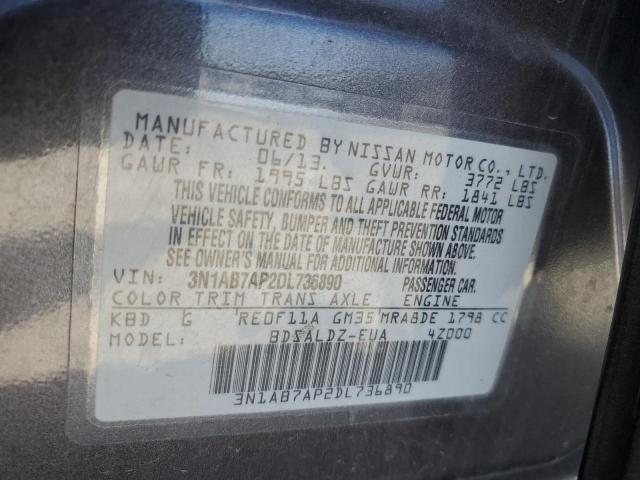 MANUFACTURED BY NISSAN MOTOR CO., LTD.
DATE: 06/13. GVWR: 3772 LBS
GAWR FR: 1995 LBS GAWR RR: 1841 LBS
THIS VEHICLE CONFORMS TO ALL APPLICABLE FEDERAL MOTOR
VEHICLE SAFETY, BUMPER AND THEFT PREVENTION STANDARDS
IN EFFECT ON THE DATE OF MANUFACTURE SHOWN ABOVE.
SEE OWNER'S MANUAL FOR ADDITIONAL INFORMATION
VIN: 3N1AB7AP2DL736890 PASSENGER CAR.
COLOR TRIM TRANS AXLE ENGINE
KBD G RE0F11A GM35 MRA8DE 1798 CC
MODEL: BDSALDZ-EUA 4Z000
3N1AB7AP2DL736890